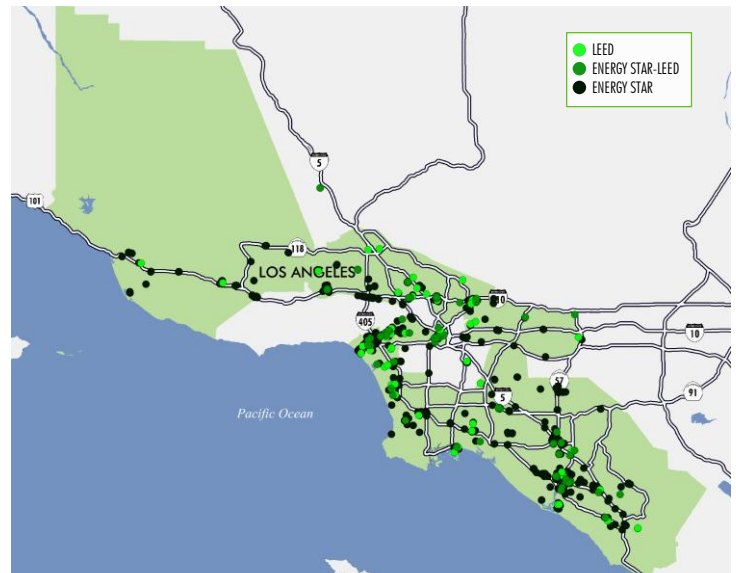 LEED
ENERGY STAR-LEED
ENERGY STAR
5
101
118
LOS ANGELES
10
405
10
57
91
5
Pacific Ocean